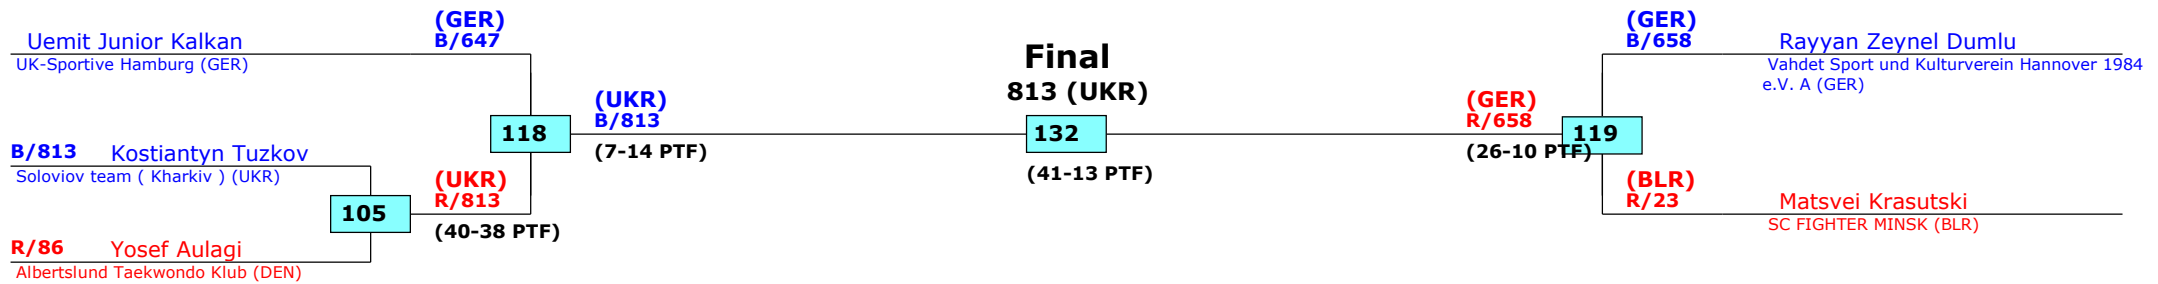 (GER)
B/647
Uemit Junior Kalkan
UK-Sportive Hamburg (GER)
B/813 Kostiantyn Tuzkov
Soloviov team ( Kharkiv ) (UKR)
105
R/86 Yosef Aulagi
Albertslund Taekwondo Klub (DEN)
(UKR)
R/813
(40-38 PTF)
118
(UKR)
B/813
(7-14 PTF)
Final
813 (UKR)
132
(41-13 PTF)
(GER)
R/658
(26-10 PTF)
119
(GER)
B/658
Rayyan Zeynel Dumlu
Vahdet Sport und Kulturverein Hannover 1984
e.V. A (GER)
(BLR)
R/23
Matsvei Krasutski
SC FIGHTER MINSK (BLR)